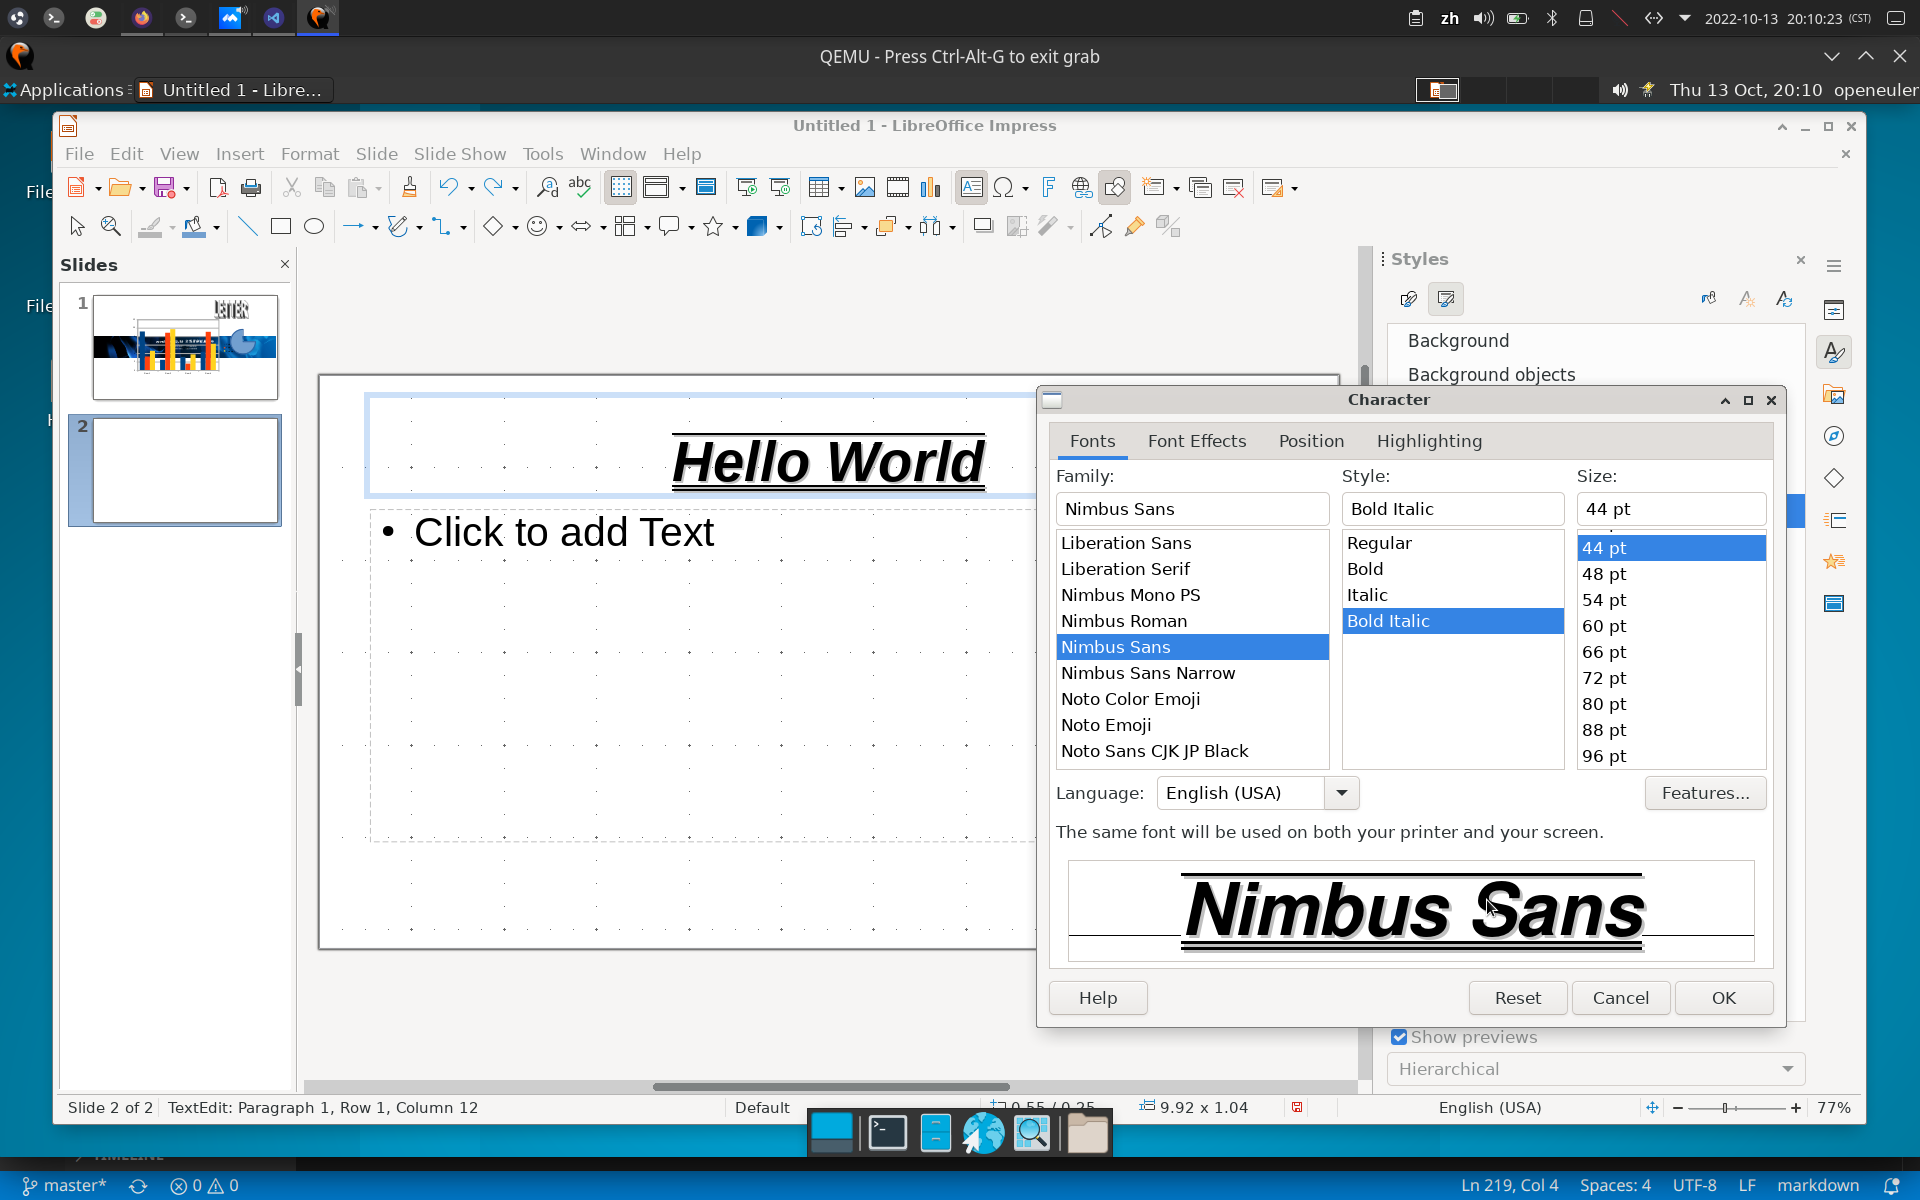 zh
2022-10-13 20:10:23 (CST)
QEMU - Press Ctrl-Alt-G to exit grab
Applications
Untitled 1 - Libre...
Thu 13 Oct, 20:10 openeuler
Untitled 1 - LibreOffice Impress
File Edit View Insert Format Slide Slide Show Tools Window Help
File
File
Slides
Styles
1
LETTER
2
Background
Background objects
Hello World
• Click to add Text
Character
Fonts Font Effects Position Highlighting
Family: Style: Size:
Nimbus Sans Bold Italic 44 pt
Liberation Sans
Liberation Serif
Nimbus Mono PS
Nimbus Roman
Nimbus Sans
Nimbus Sans Narrow
Noto Color Emoji
Noto Emoji
Noto Sans CJK JP Black
Regular
Bold
Italic
Bold Italic
44 pt
48 pt
54 pt
60 pt
66 pt
72 pt
80 pt
88 pt
96 pt
Language: English (USA) Features...
The same font will be used on both your printer and your screen.
Nimbus Sans
Help Reset Cancel OK
Show previews
Hierarchical
Slide 2 of 2 TextEdit: Paragraph 1, Row 1, Column 12 Default 0.55 / 0.25 9.92 x 1.04 English (USA) 77%
TIMELINE
master* 0 0 Ln 219, Col 4 Spaces: 4 UTF-8 LF markdown